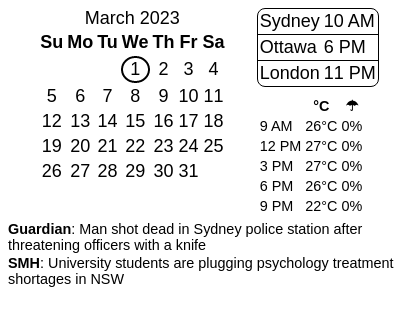 March 2023
Su Mo Tu We Th Fr Sa
1 2 3 4
5 6 7 8 9 10 11
12 13 14 15 16 17 18
19 20 21 22 23 24 25
26 27 28 29 30 31
Sydney 10 AM
Ottawa 6 PM
London 11 PM
°C ☂
9 AM 26°C 0%
12 PM 27°C 0%
3 PM 27°C 0%
6 PM 26°C 0%
9 PM 22°C 0%
Guardian: Man shot dead in Sydney police station after
threatening officers with a knife
SMH: University students are plugging psychology treatment
shortages in NSW